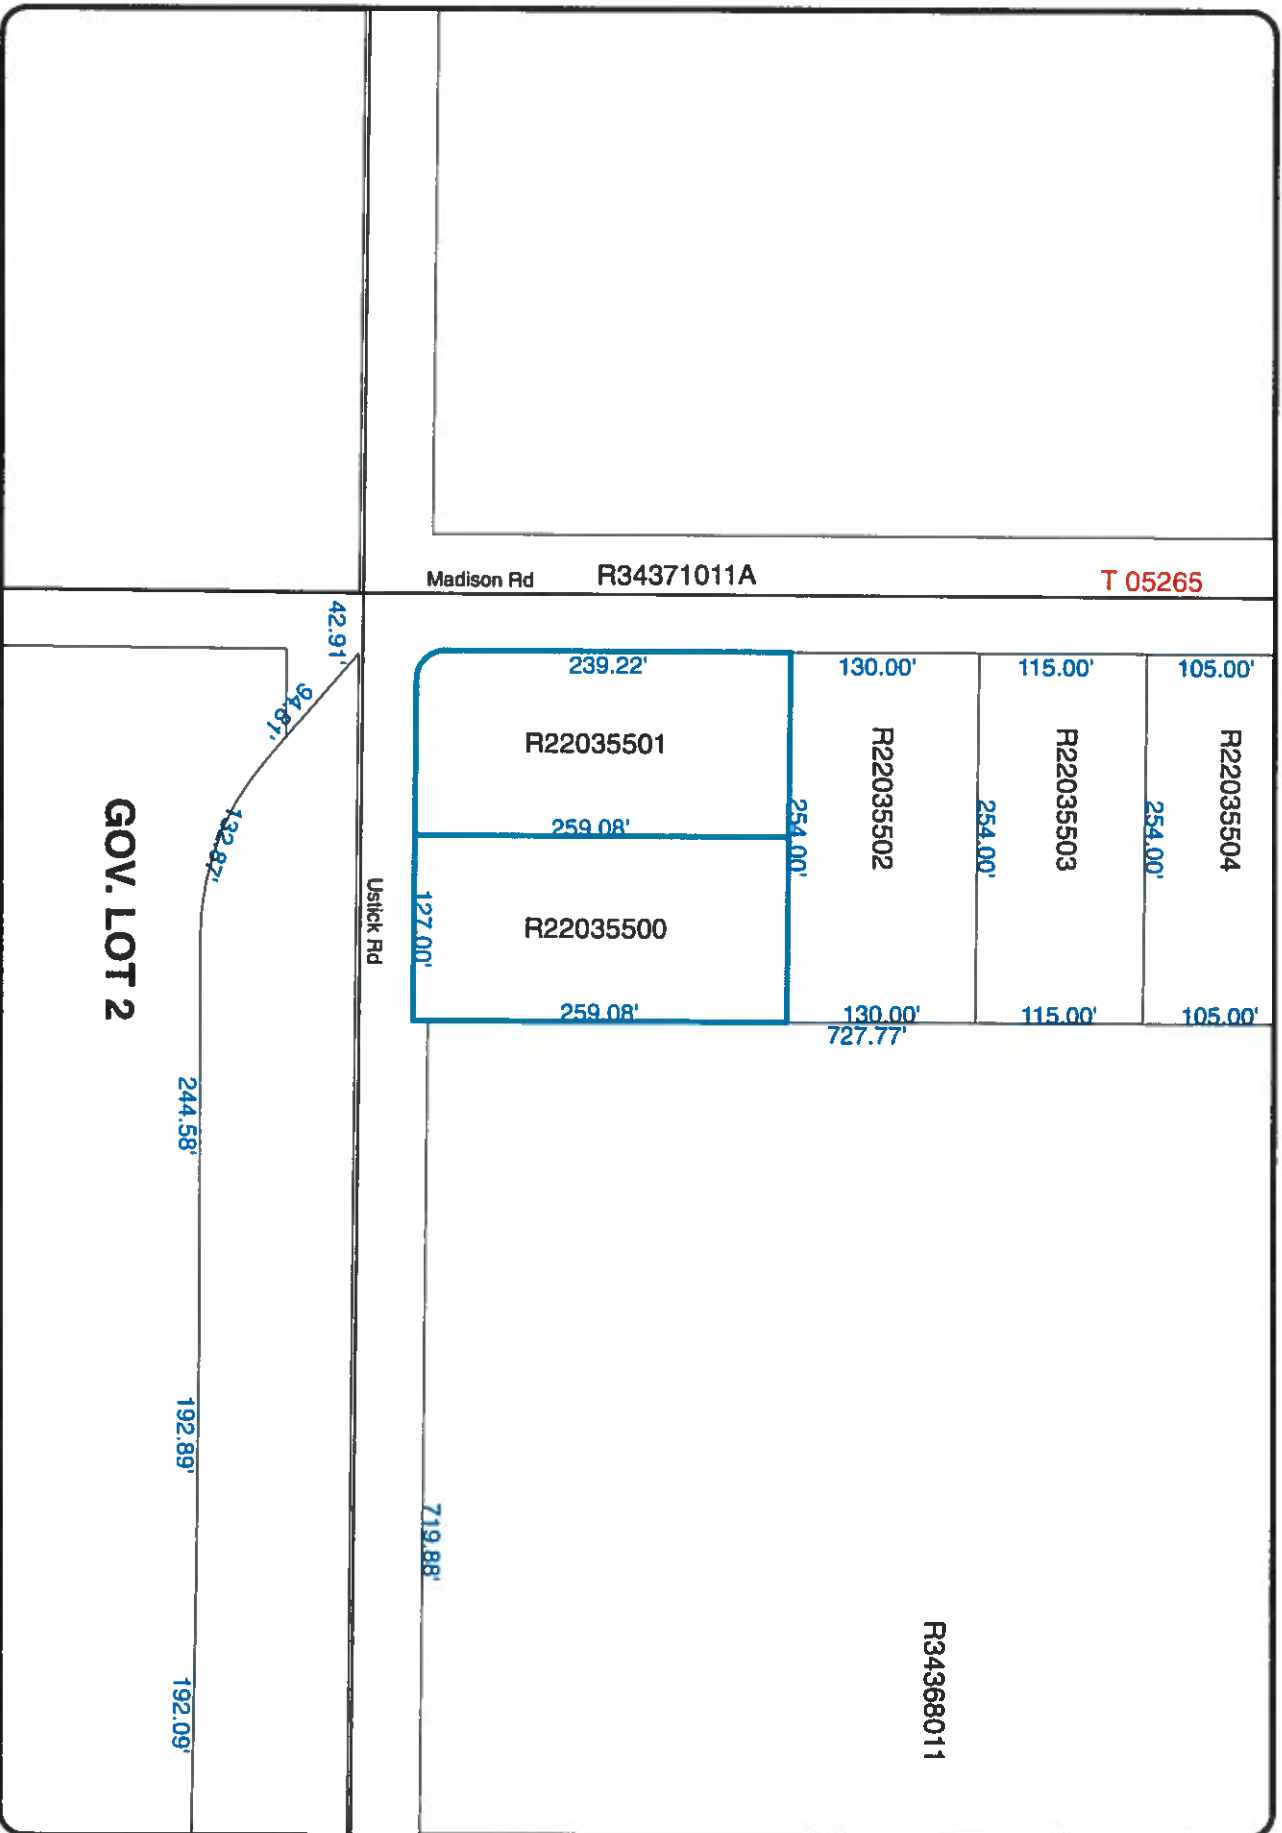 Madison Rd
R34371011A
T 05265
42.91'
94.81'
132.87'
239.22'
130.00'
115.00'
105.00'
R22035501
R22035502
R22035503
R22035504
259.08'
254.00'
254.00'
254.00'
GOV. LOT 2
Ustick Rd
127.00'
R22035500
259.08'
130.00'
115.00'
105.00'
727.77'
244.58'
192.89'
719.88'
192.09'
R34368011